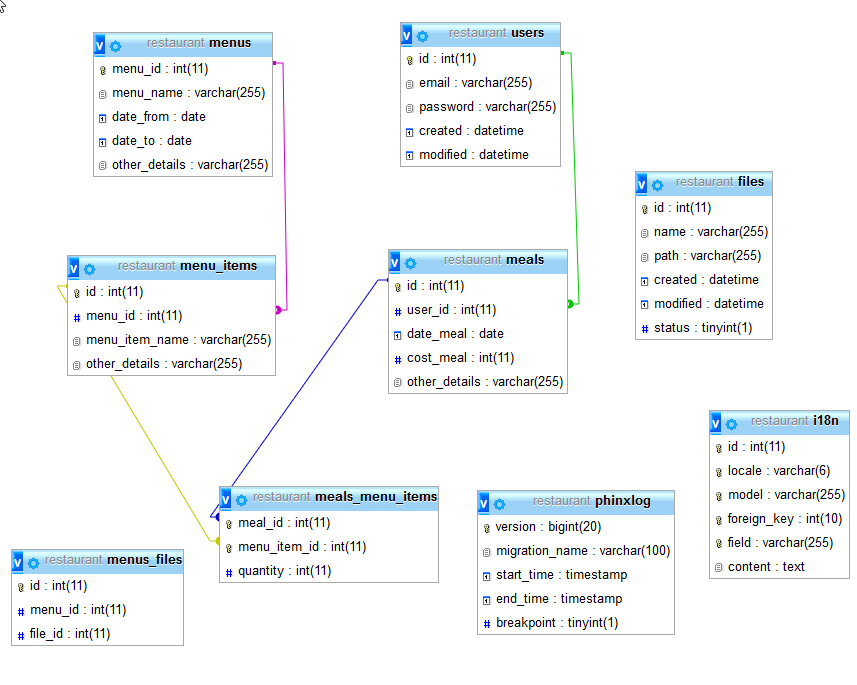 restaurant menus
menu_id : int(11)
menu_name : varchar(255)
date_from : date
date_to : date
other_details : varchar(255)
restaurant users
id : int(11)
email : varchar(255)
password : varchar(255)
created : datetime
modified : datetime
restaurant files
id : int(11)
name : varchar(255)
path : varchar(255)
created : datetime
modified : datetime
status : tinyint(1)
restaurant menu_items
id : int(11)
menu_id : int(11)
menu_item_name : varchar(255)
other_details : varchar(255)
restaurant meals
id : int(11)
user_id : int(11)
date_meal : date
cost_meal : int(11)
other_details : varchar(255)
restaurant i18n
id : int(11)
locale : varchar(6)
model : varchar(255)
foreign_key : int(10)
field : varchar(255)
content : text
restaurant meals_menu_items
meal_id : int(11)
menu_item_id : int(11)
quantity : int(11)
restaurant phinxlog
version : bigint(20)
migration_name : varchar(100)
start_time : timestamp
end_time : timestamp
breakpoint : tinyint(1)
restaurant menus_files
id : int(11)
menu_id : int(11)
file_id : int(11)